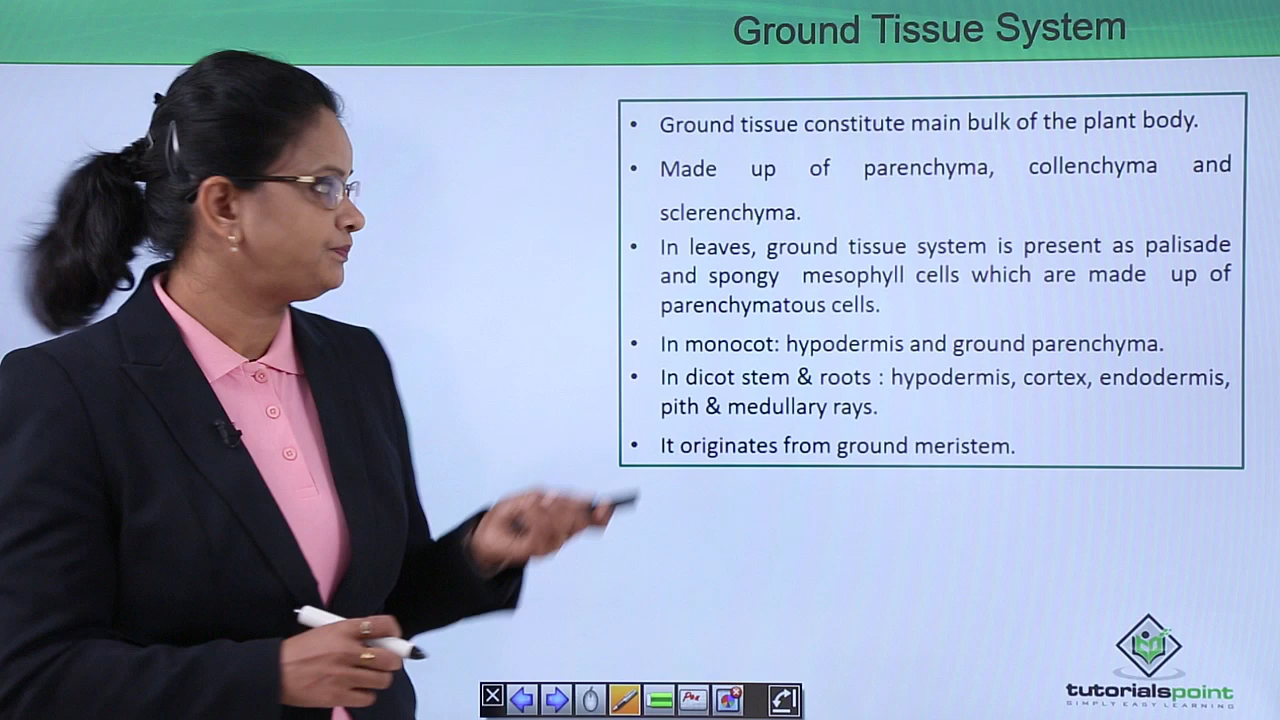 Ground Tissue System
• Ground tissue constitute main bulk of the plant body.
• Made up of parenchyma, collenchyma and
sclerenchyma.
• In leaves, ground tissue system is present as palisade
and spongy mesophyll cells which are made up of
parenchymatous cells.
• In monocot: hypodermis and ground parenchyma.
• In dicot stem & roots : hypodermis, cortex, endodermis,
pith & medullary rays.
• It originates from ground meristem.
tutorialspoint
SIMPLY EASY LEARNING